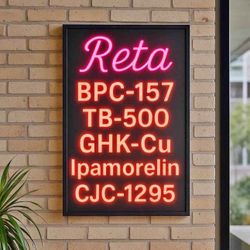 Reta
BPC-157
TB-500
GHK-Cu
Ipamorelin
CJC-1295